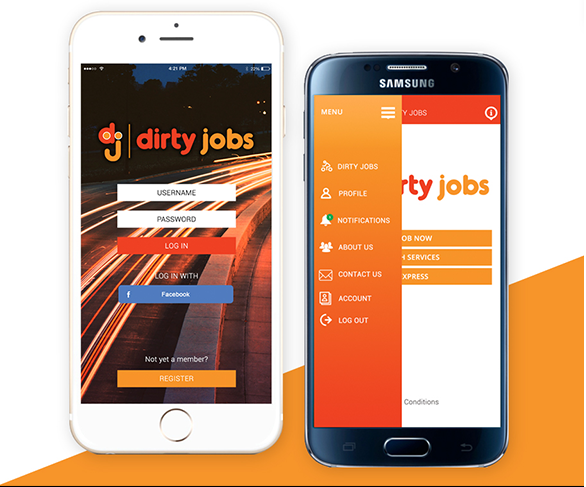 4:21 PM
22%
dj dirty jobs
USERNAME
PASSWORD
LOG IN
LOG IN WITH
f Facebook
Not yet a member?
REGISTER
SAMSUNG
MENU
TY JOBS
DIRTY JOBS
PROFILE
NOTIFICATIONS
ABOUT US
CONTACT US
ACCOUNT
LOG OUT
rty jobs
OB NOW
H SERVICES
EXPRESS
Conditions